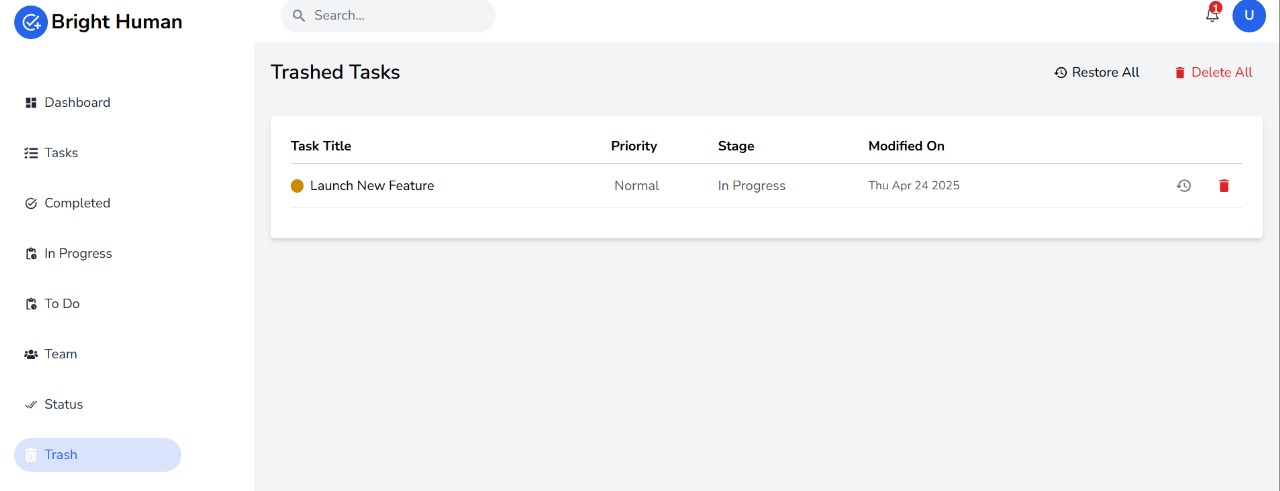 Bright Human
Search...
1
U
Dashboard
Tasks
Completed
In Progress
To Do
Team
Status
Trash
Trashed Tasks
Restore All
Delete All
Task Title Priority Stage Modified On
Launch New Feature Normal In Progress Thu Apr 24 2025